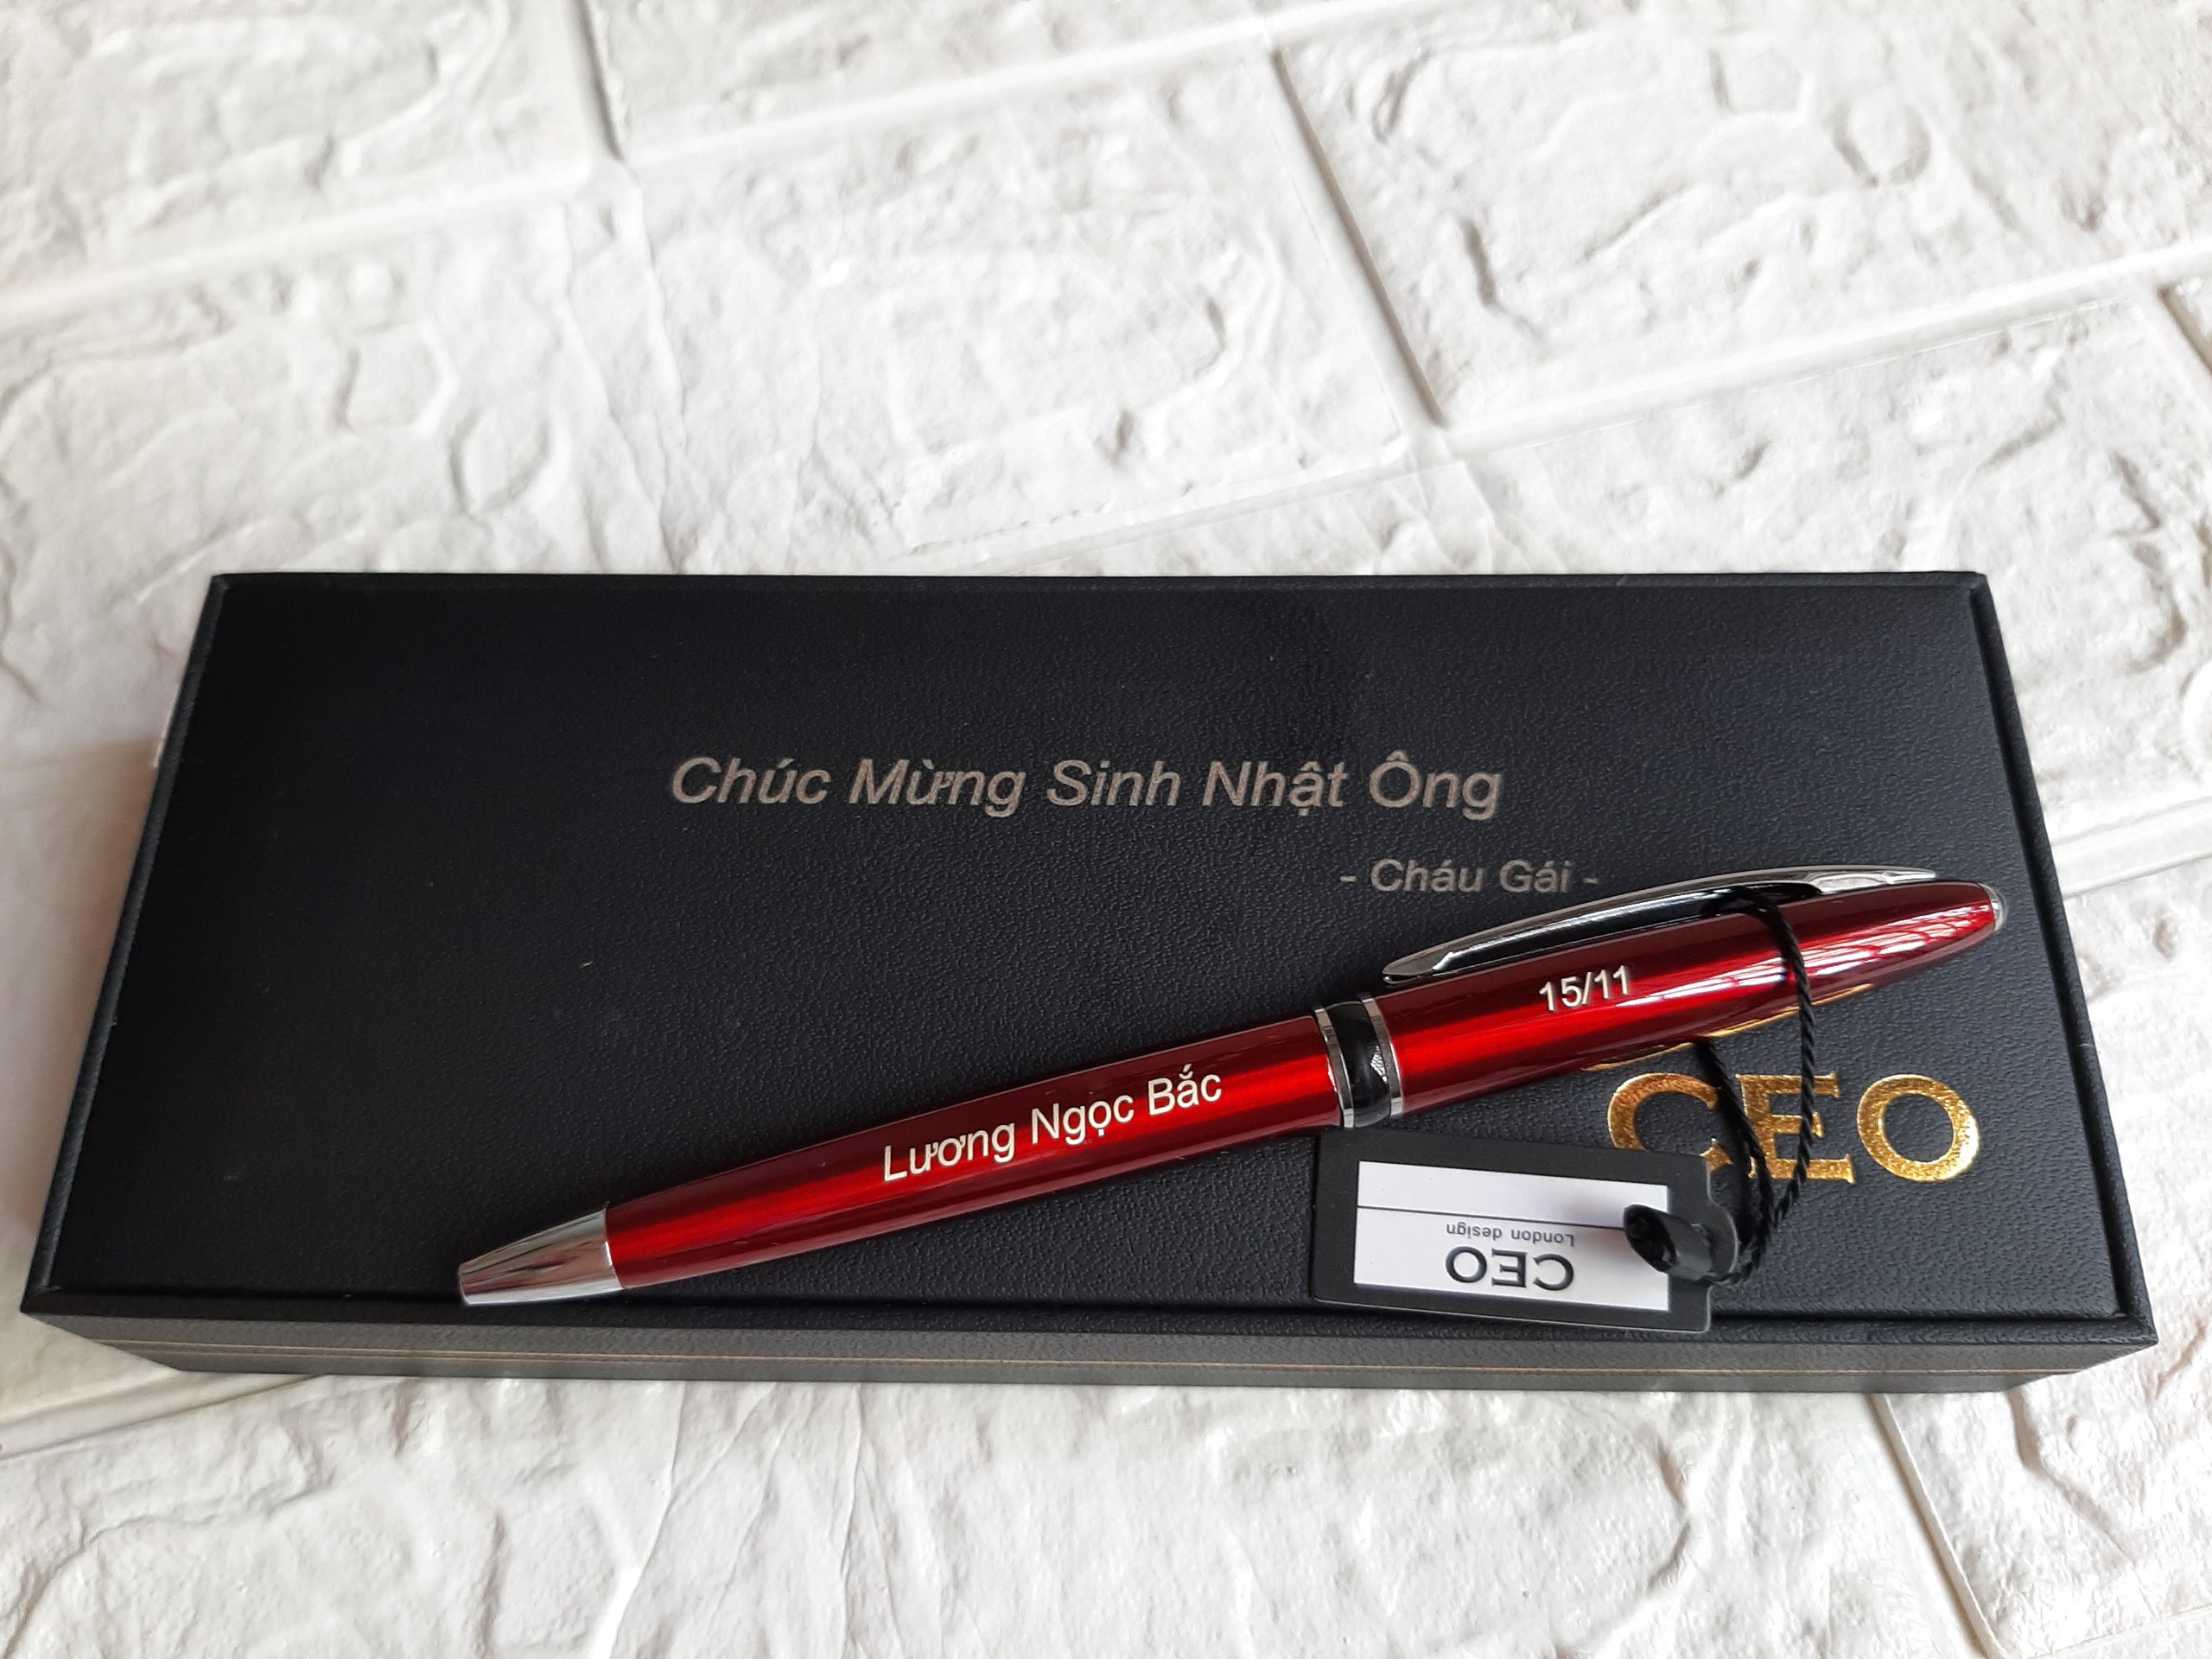 Chúc Mừng Sinh Nhật Ông
- Cháu Gái -
15/11
Lương Ngọc Bắc
CEO
London design
CEO